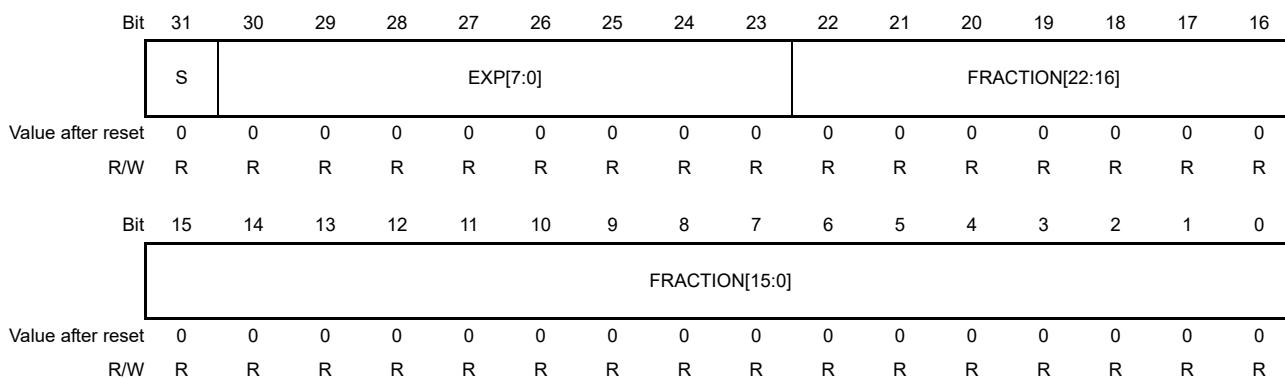 Bit 31 30 29 28 27 26 25 24 23 22 21 20 19 18 17 16
S EXP[7:0] FRACTION[22:16]
Value after reset 0 0 0 0 0 0 0 0 0 0 0 0 0 0 0 0
R/W R R R R R R R R R R R R R R R R
Bit 15 14 13 12 11 10 9 8 7 6 5 4 3 2 1 0
FRACTION[15:0]
Value after reset 0 0 0 0 0 0 0 0 0 0 0 0 0 0 0 0
R/W R R R R R R R R R R R R R R R R